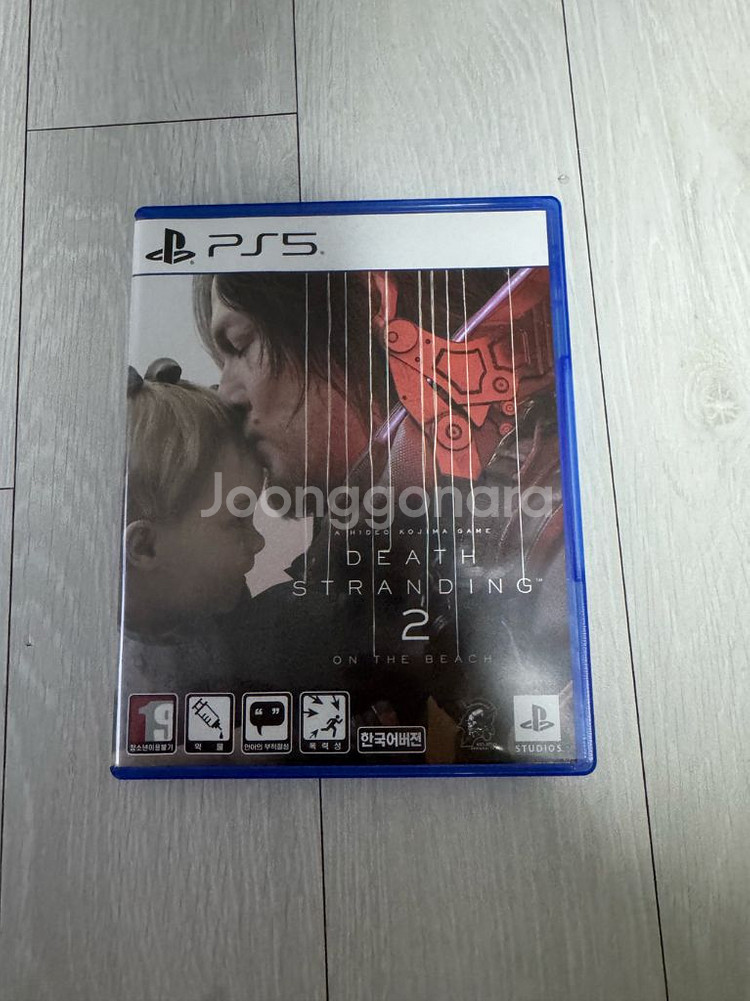 PS5
Joonggonara
A HIDEO KOJIMA GAME
DEATH
STRANDING™
2
ON THE BEACH
19
청소년이용불가
약 물
언어의 부적절성
폭 력 성
한국어버전
STUDIOS